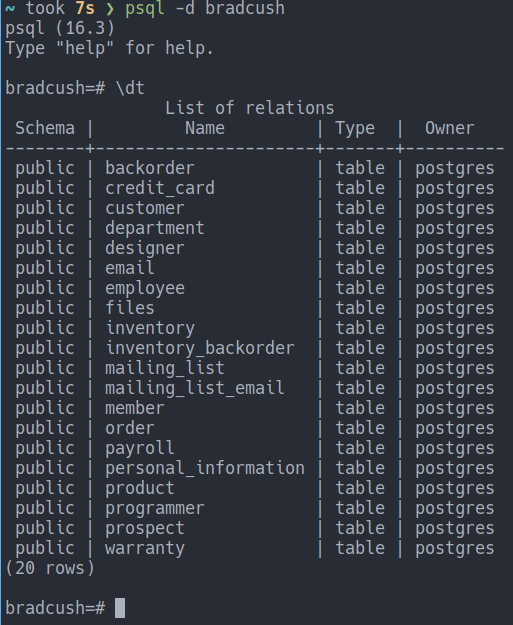 ~ took 7s ❯ psql -d bradcush
psql (16.3)
Type "help" for help.

bradcush=# \dt
                List of relations
 Schema |         Name         | Type  |  Owner
--------+----------------------+-------+----------
 public | backorder            | table | postgres
 public | credit_card          | table | postgres
 public | customer             | table | postgres
 public | department           | table | postgres
 public | designer             | table | postgres
 public | email                | table | postgres
 public | employee             | table | postgres
 public | files                | table | postgres
 public | inventory            | table | postgres
 public | inventory_backorder  | table | postgres
 public | mailing_list         | table | postgres
 public | mailing_list_email   | table | postgres
 public | member               | table | postgres
 public | order                | table | postgres
 public | payroll              | table | postgres
 public | personal_information | table | postgres
 public | product              | table | postgres
 public | programmer           | table | postgres
 public | prospect             | table | postgres
 public | warranty             | table | postgres
(20 rows)

bradcush=#